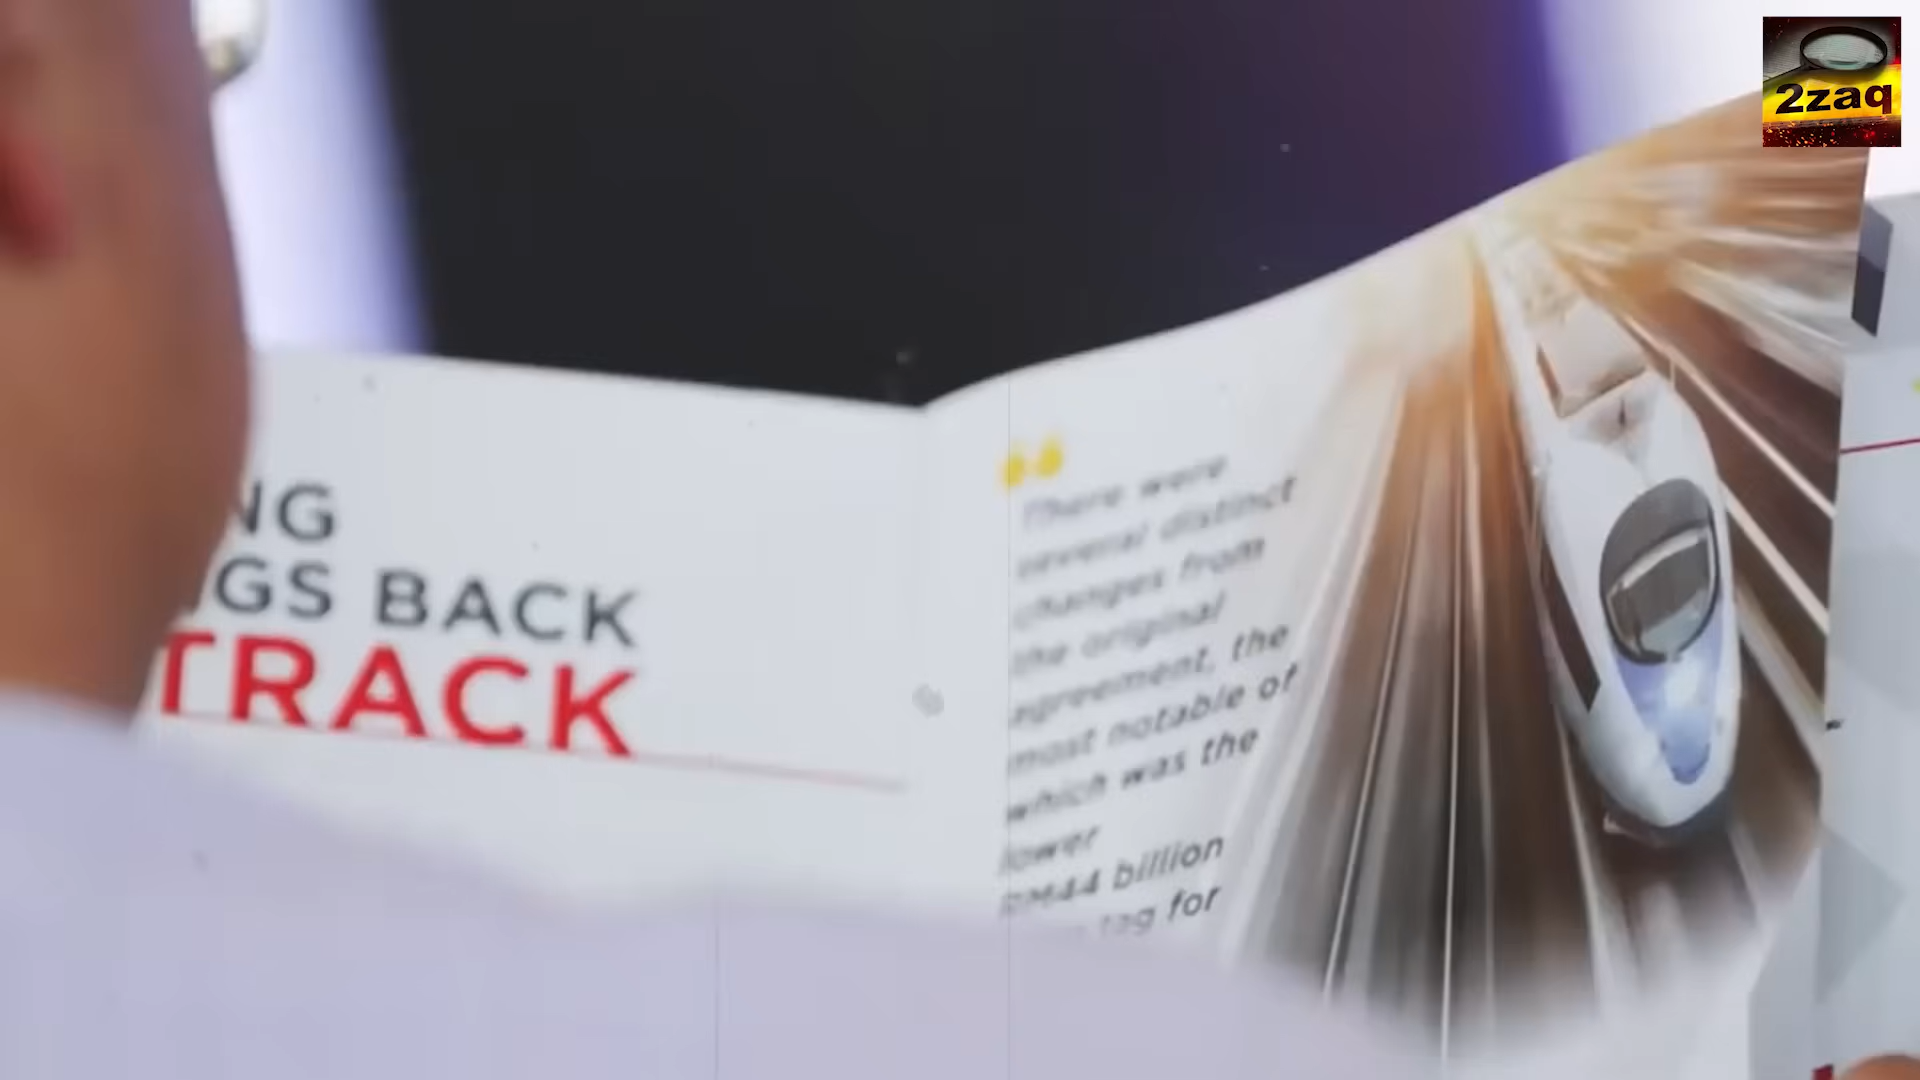 2zaq
NG
GS BACK
TRACK
There were
several distinct
changes from
the original
agreement, the
most notable of
which was the
lower
RM44 billion
tag for